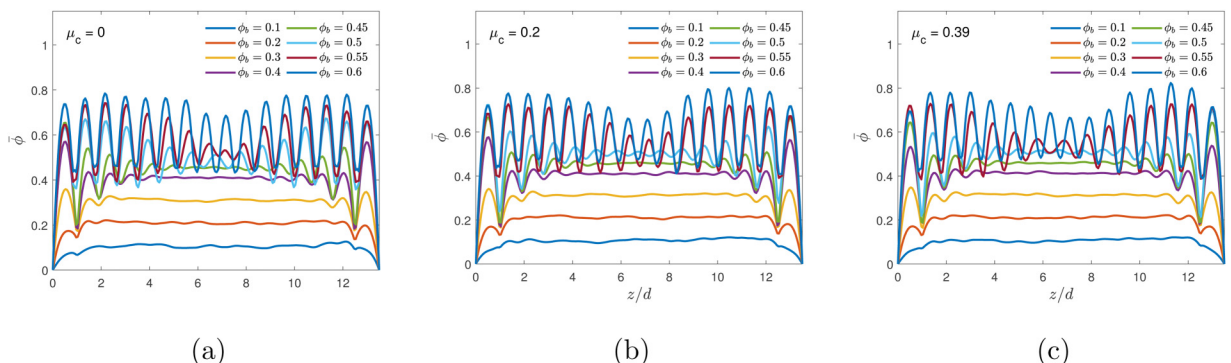 μc = 0
ϕb = 0.1
ϕb = 0.2
ϕb = 0.3
ϕb = 0.4
ϕb = 0.45
ϕb = 0.5
ϕb = 0.55
ϕb = 0.6
1
0.8
0.6
0.4
0.2
0
ϕ̄
0 2 4 6 8 10 12
(a)
μc = 0.2
ϕb = 0.1
ϕb = 0.2
ϕb = 0.3
ϕb = 0.4
ϕb = 0.45
ϕb = 0.5
ϕb = 0.55
ϕb = 0.6
1
0.8
0.6
0.4
0.2
0
ϕ̄
0 2 4 6 8 10 12
z/d
(b)
μc = 0.39
ϕb = 0.1
ϕb = 0.2
ϕb = 0.3
ϕb = 0.4
ϕb = 0.45
ϕb = 0.5
ϕb = 0.55
ϕb = 0.6
1
0.8
0.6
0.4
0.2
0
ϕ̄
0 2 4 6 8 10 12
z/d
(c)